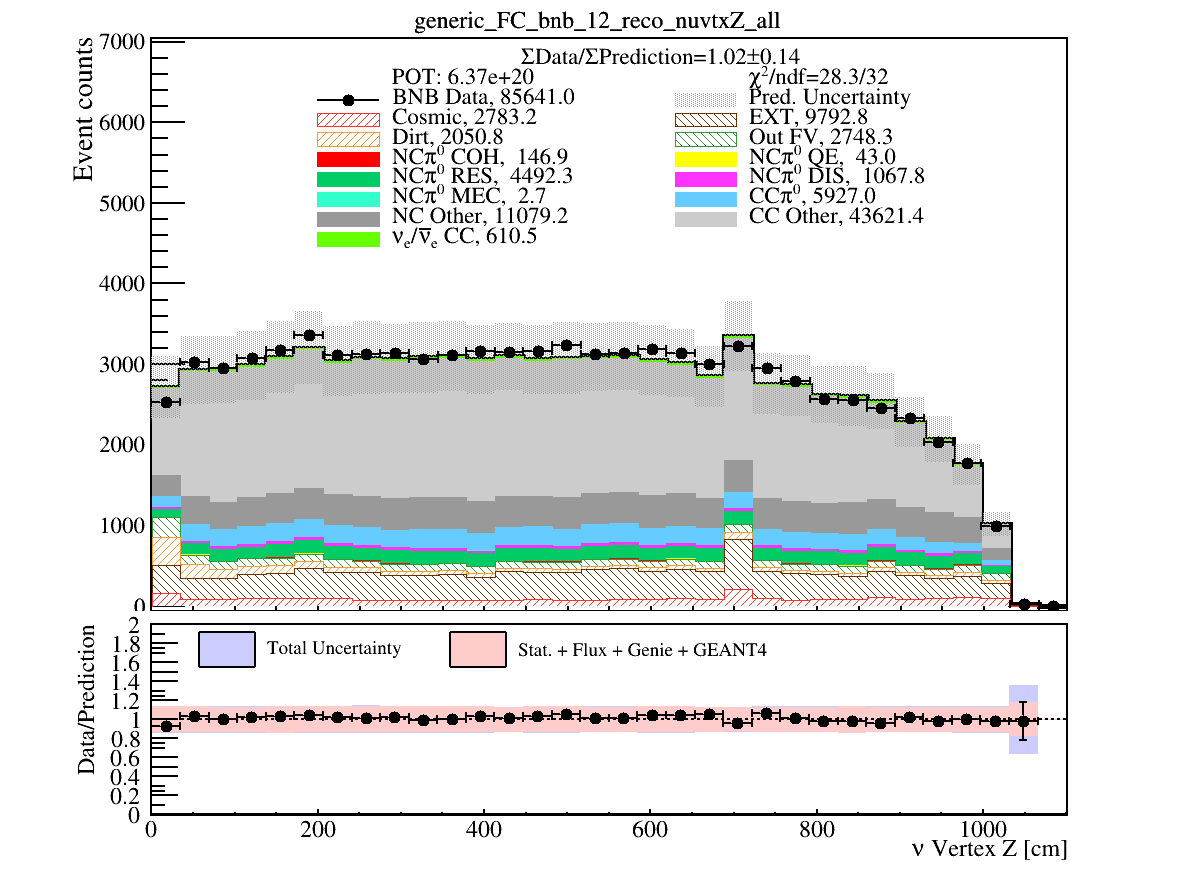 generic_FC_bnb_12_reco_nuvtxZ_all
ΣData/ΣPrediction=1.02±0.14
POT: 6.37e+20
χ²/ndf=28.3/32
BNB Data, 85641.0
Pred. Uncertainty
Cosmic, 2783.2
EXT, 9792.8
Dirt, 2050.8
Out FV, 2748.3
NCπ⁰ COH, 146.9
NCπ⁰ QE, 43.0
NCπ⁰ RES, 4492.3
NCπ⁰ DIS, 1067.8
NCπ⁰ MEC, 2.7
CCπ⁰, 5927.0
NC Other, 11079.2
CC Other, 43621.4
νₑ/ν̅ₑ CC, 610.5
Event counts
7000
6000
5000
4000
3000
2000
1000
0
Total Uncertainty
Stat. + Flux + Genie + GEANT4
Data/Prediction
2
1.8
1.6
1.4
1.2
1
0.8
0.6
0.4
0.2
0
0 200 400 600 800 1000
ν Vertex Z [cm]